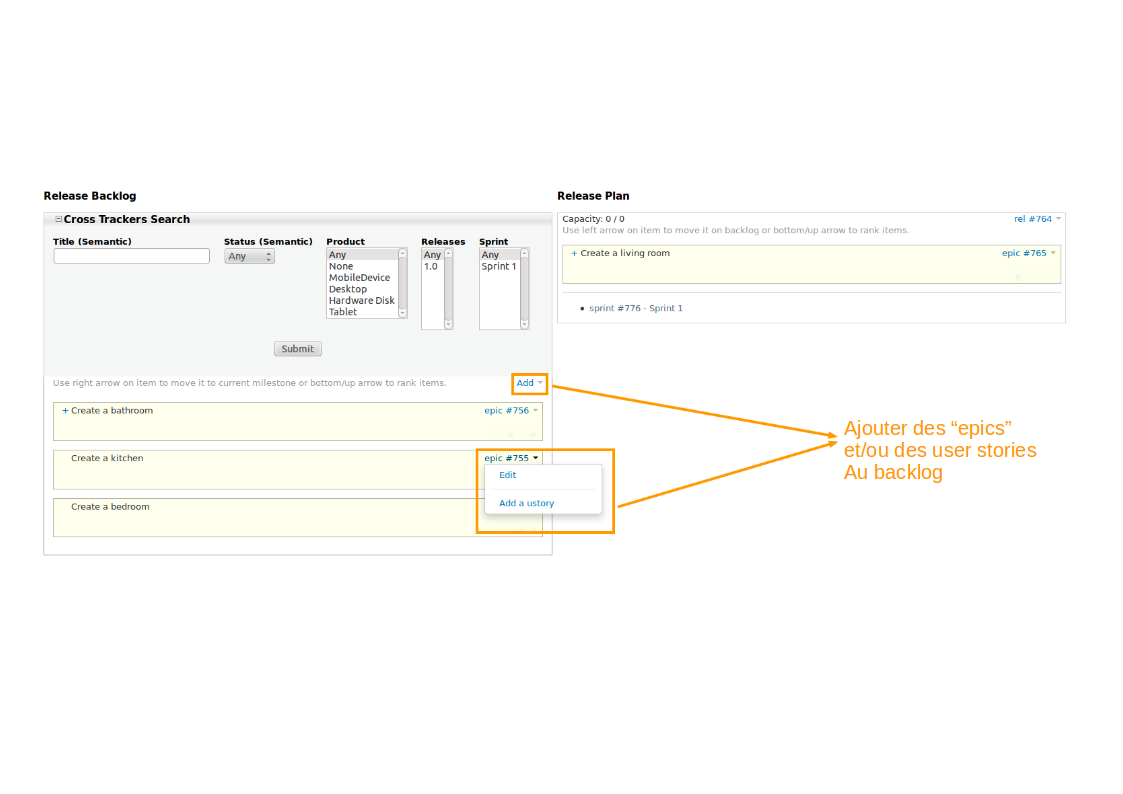 Release Backlog
Cross Trackers Search
Title (Semantic) Status (Semantic) Product Releases Sprint
Any
Any
None
MobileDevice
Desktop
Hardware Disk
Tablet
Any
1.0
Any
Sprint 1
Submit
Use right arrow on item to move it to current milestone or bottom/up arrow to rank items. Add
+ Create a bathroom epic #756
Create a kitchen epic #755
Edit
Add a ustory
Create a bedroom
Release Plan
Capacity: 0 / 0 rel #764
Use left arrow on item to move it on backlog or bottom/up arrow to rank items.
+ Create a living room epic #765
sprint #776 - Sprint 1
Ajouter des “epics”
et/ou des user stories
Au backlog